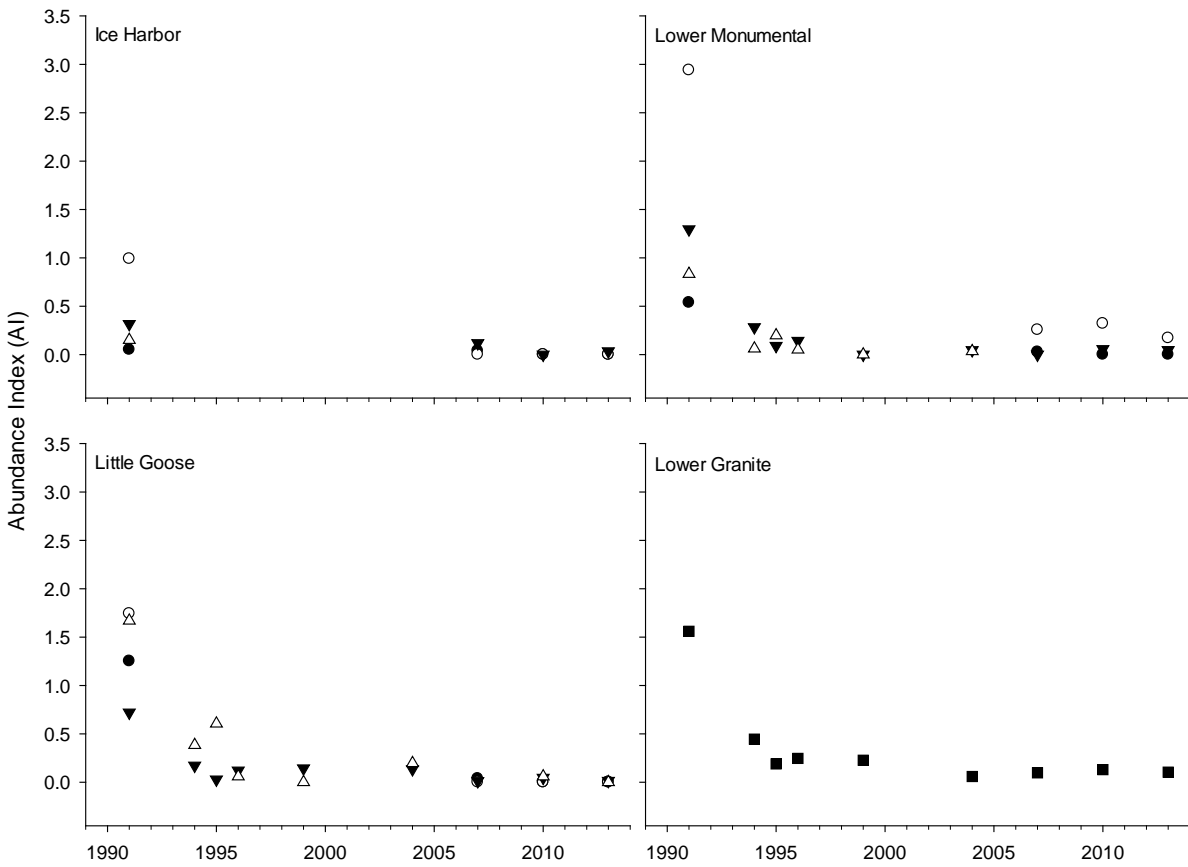 3.5
3.0
2.5
2.0
1.5
1.0
0.5
0.0
Ice Harbor
Lower Monumental
Abundance Index (AI)
3.5
3.0
2.5
2.0
1.5
1.0
0.5
0.0
Little Goose
Lower Granite
1990 1995 2000 2005 2010
1990 1995 2000 2005 2010